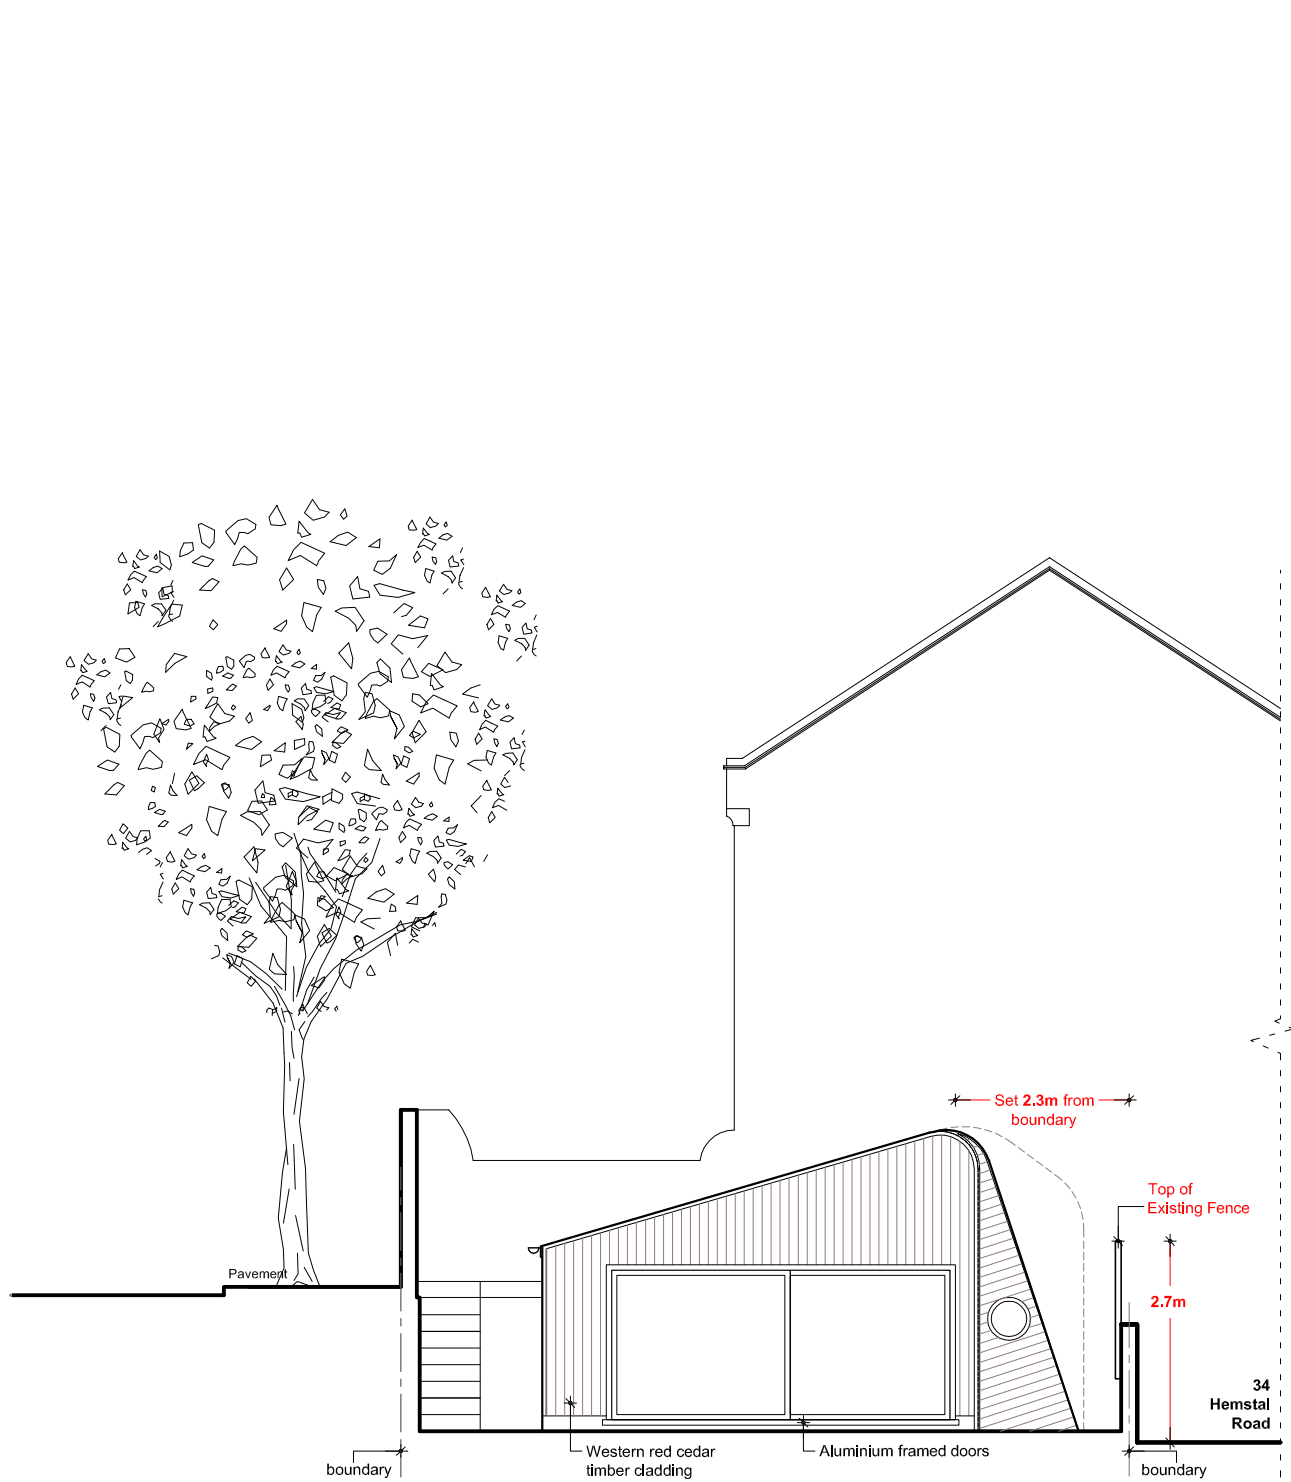 Set 2.3m from
boundary
Top of
Existing Fence
Pavement
2.7m
34
Hemstal
Road
Western red cedar
timber cladding
Aluminium framed doors
boundary
boundary